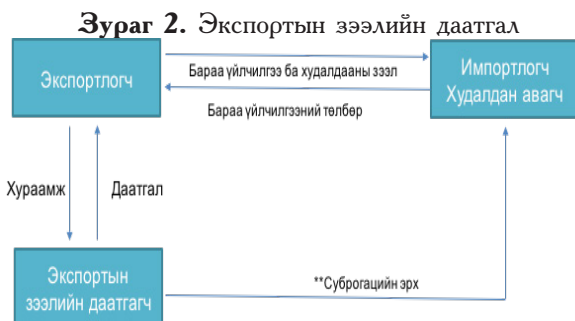 Зураг 2. Экспортын зээлийн даатгал
Экспортлогч
Бараа үйлчилгээ ба худалдааны зээл
Бараа үйлчилгээний төлбөр
Импортлогч
Худалдан авагч
Хураамж
Даатгал
Экспортын
зээлийн даатгагч
**Суброгацийн эрх